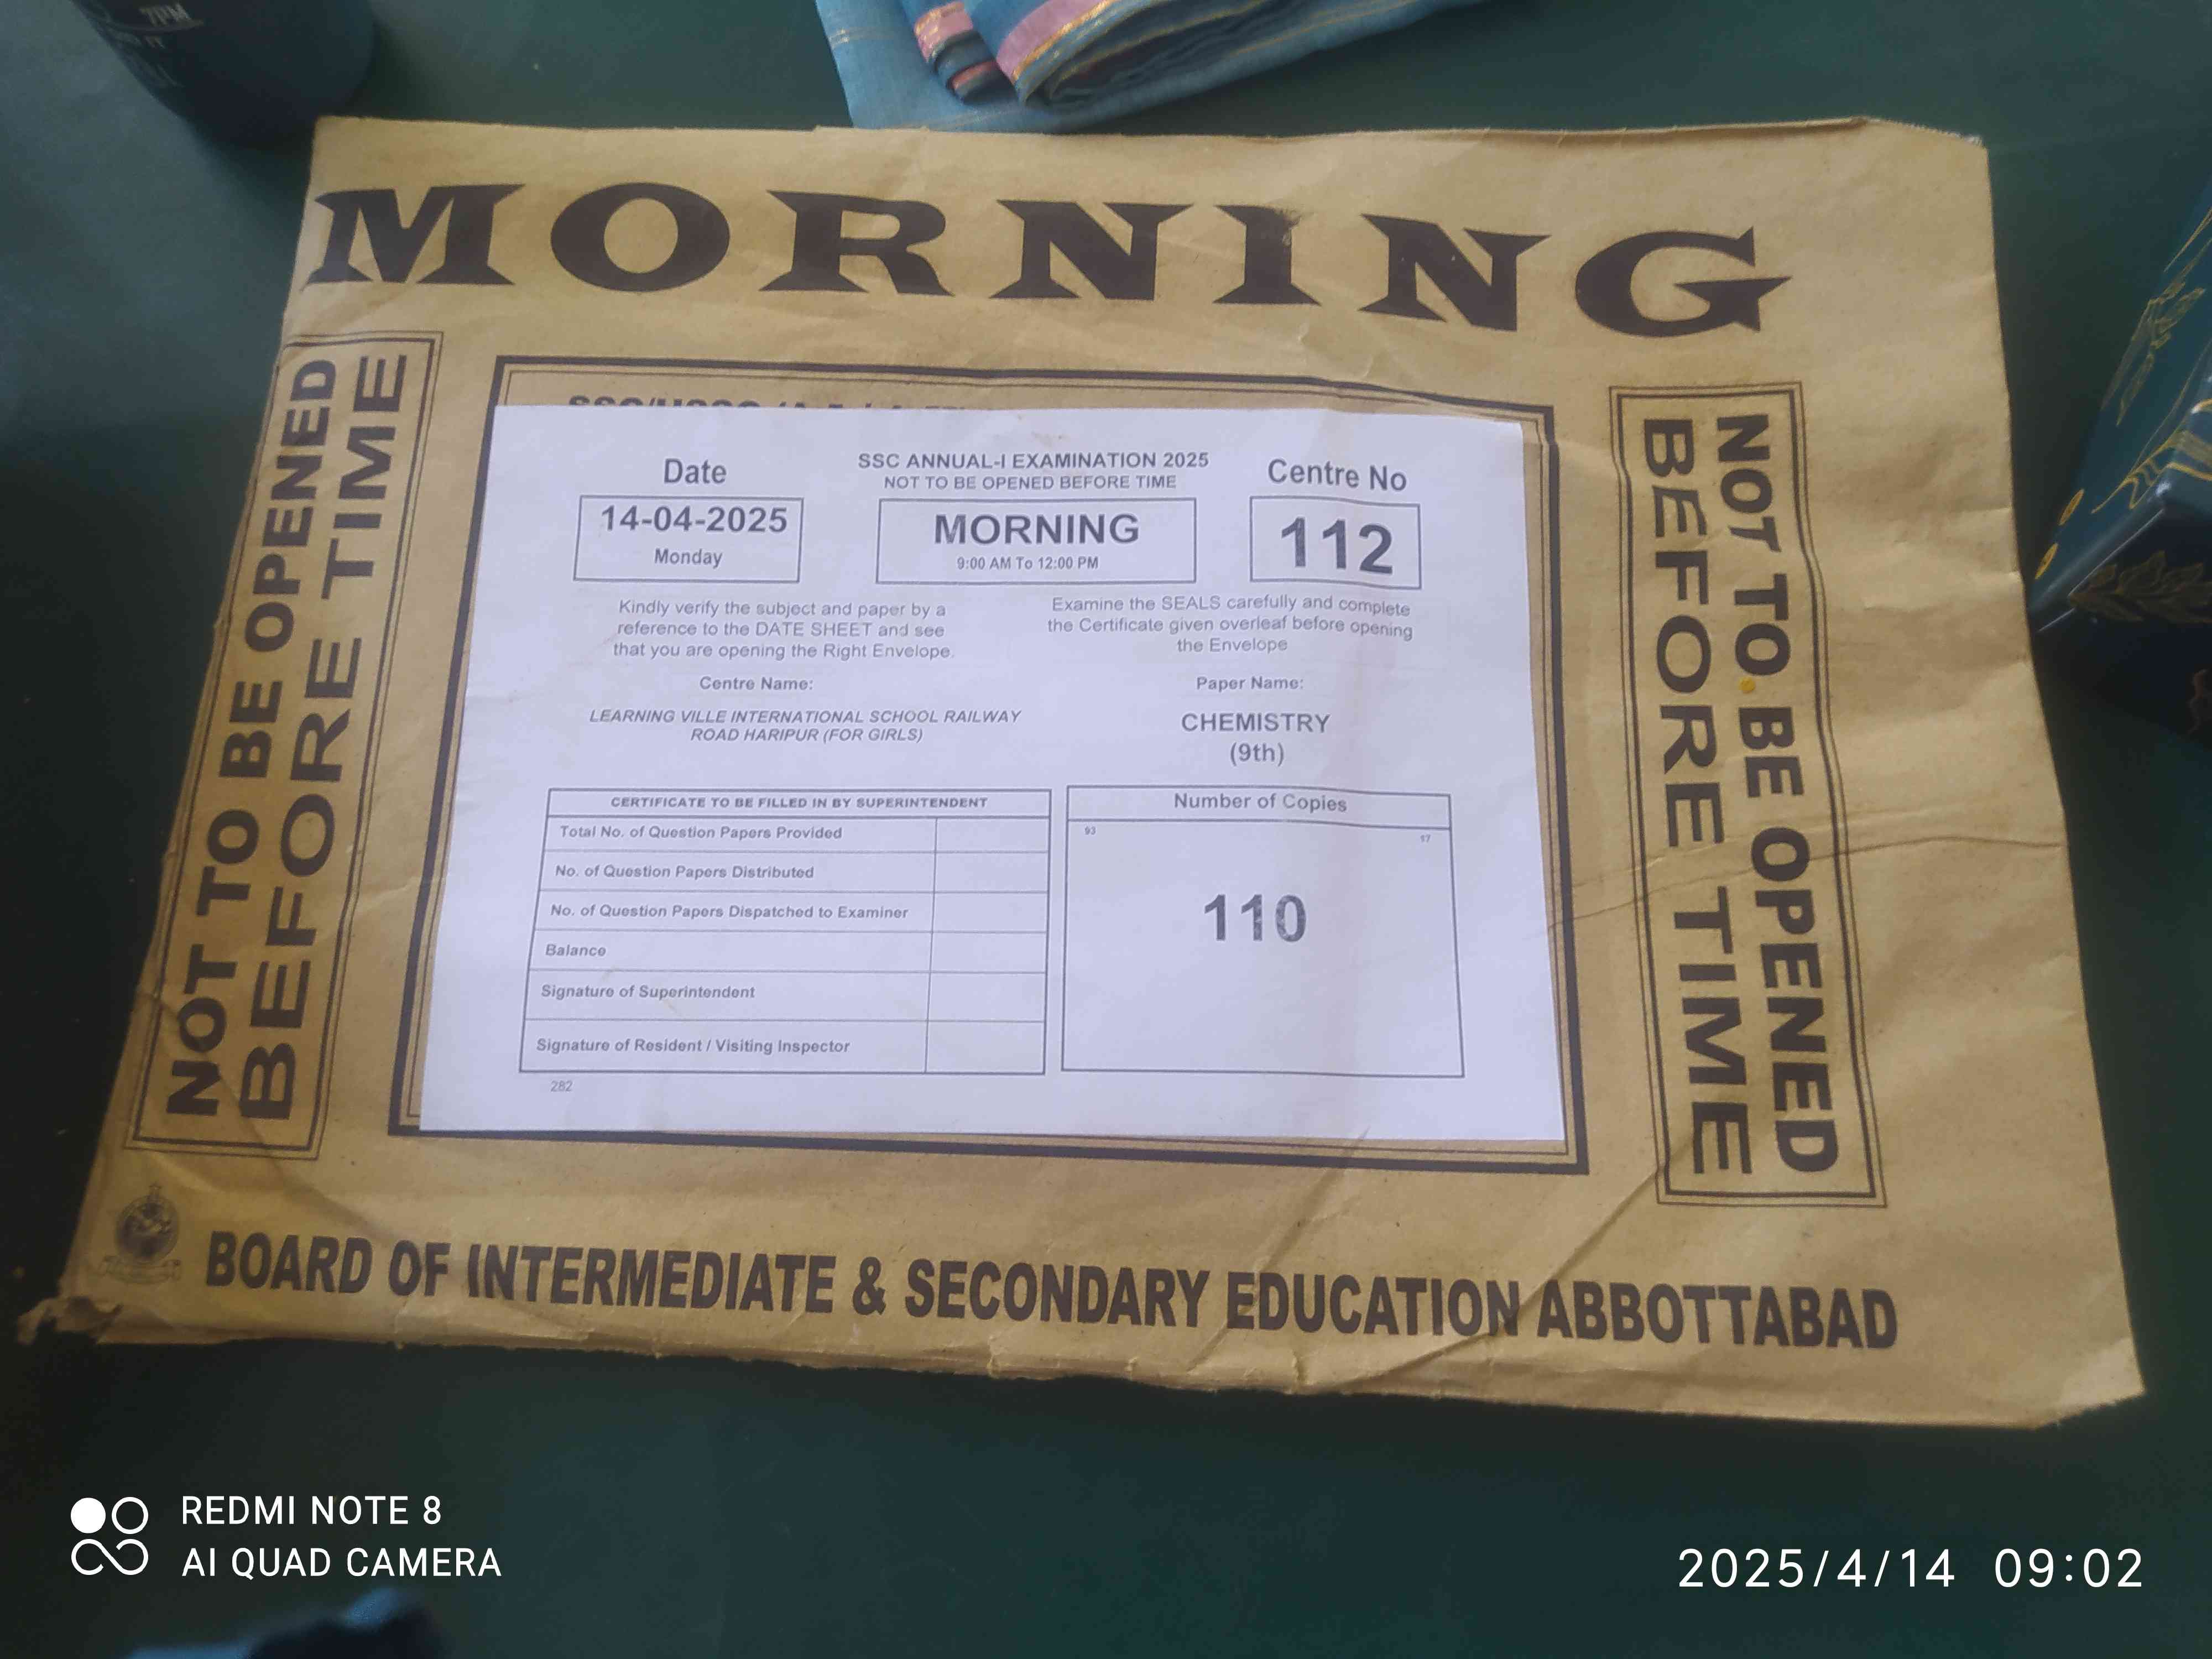 7PM
MORNING
NOT TO BE OPENED
BEFORE TIME
NOT TO BE OPENED
BEFORE TIME
Date
14-04-2025
Monday
SSC ANNUAL-I EXAMINATION 2025
NOT TO BE OPENED BEFORE TIME
MORNING
9:00 AM To 12:00 PM
Centre No
112
Kindly verify the subject and paper by a
reference to the DATE SHEET and see
that you are opening the Right Envelope.
Examine the SEALS carefully and complete
the Certificate given overleaf before opening
the Envelope
Centre Name:
LEARNING VILLE INTERNATIONAL SCHOOL RAILWAY
ROAD HARIPUR (FOR GIRLS)
Paper Name:
CHEMISTRY
(9th)
CERTIFICATE TO BE FILLED IN BY SUPERINTENDENT
Total No. of Question Papers Provided
No. of Question Papers Distributed
No. of Question Papers Dispatched to Examiner
Balance
Signature of Superintendent
Signature of Resident / Visiting Inspector
282
Number of Copies
93
110
BOARD OF INTERMEDIATE & SECONDARY EDUCATION ABBOTTABAD
REDMI NOTE 8
AI QUAD CAMERA
2025/4/14 09:02